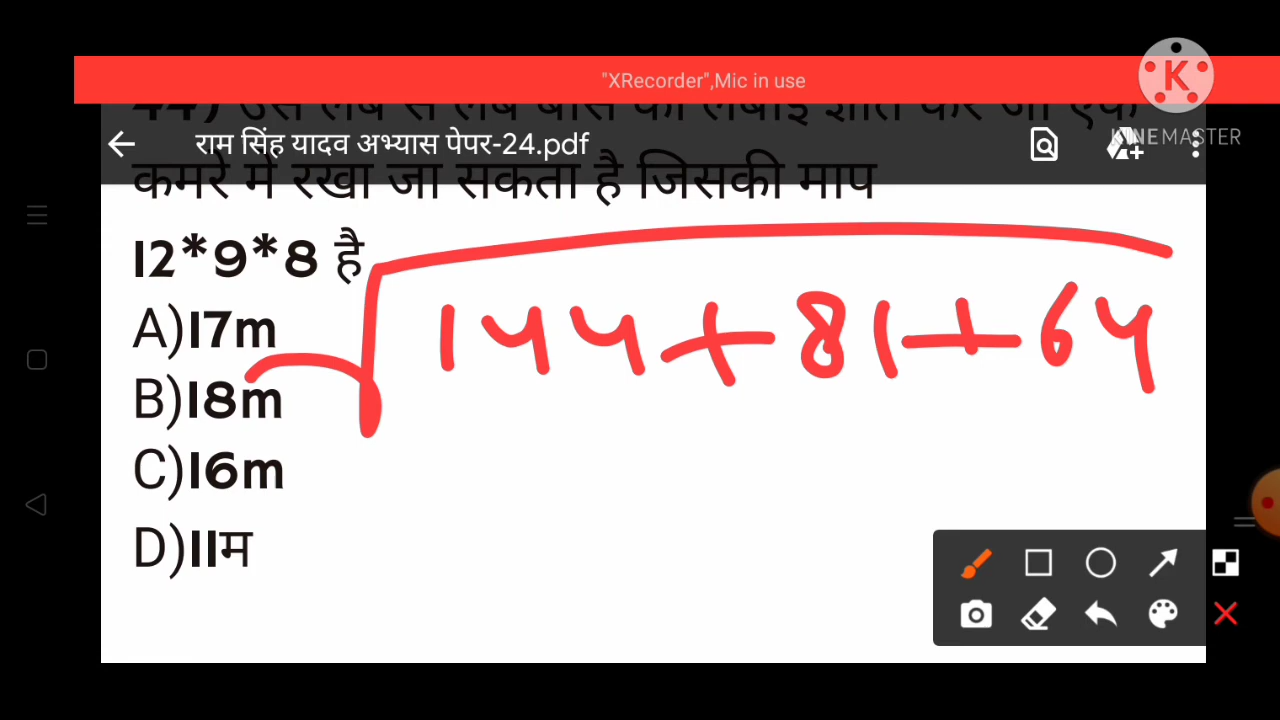 "XRecorder",Mic in use
K
KINEMASTER
राम सिंह यादव अभ्यास पेपर-24.pdf
कमरे में रखा जा सकता है जिसकी माप
12*9*8 है
√144+81+64
A)17m
B)18m
C)16m
D)11म